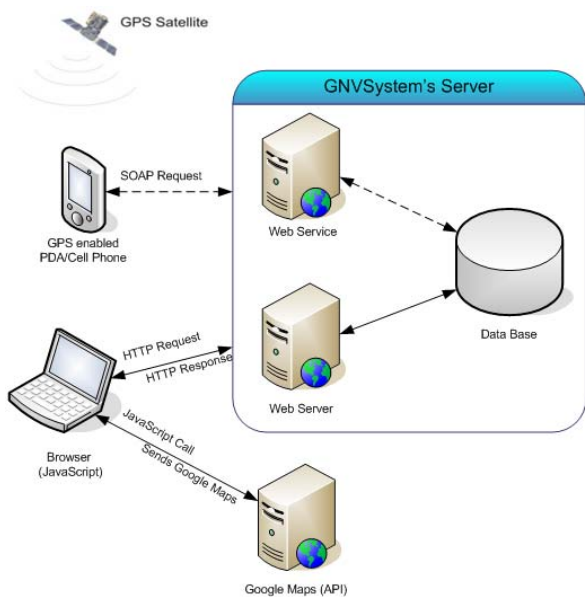 GPS Satellite
GNVSystem's Server
SOAP Request
GPS enabled
PDA/Cell Phone
Web Service
Data Base
HTTP Request
HTTP Response
Web Server
Browser
(JavaScript)
JavaScript Call
Sends Google Maps
Google Maps (API)